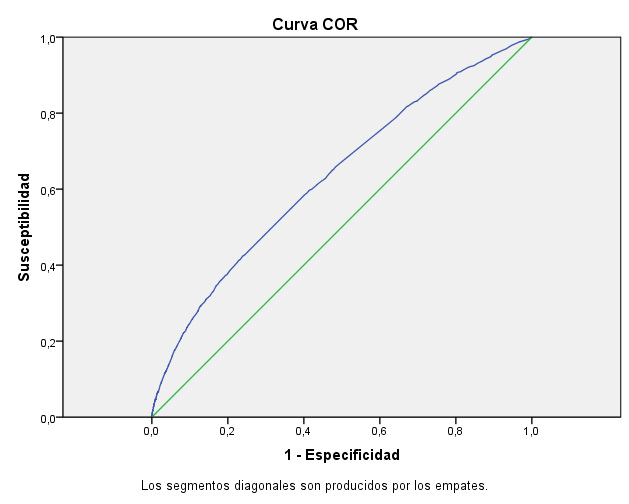 Curva COR
1,0
0,8
0,6
0,4
0,2
0,0
Susceptibilidad
0,0 0,2 0,4 0,6 0,8 1,0
1 - Especificidad
Los segmentos diagonales son producidos por los empates.